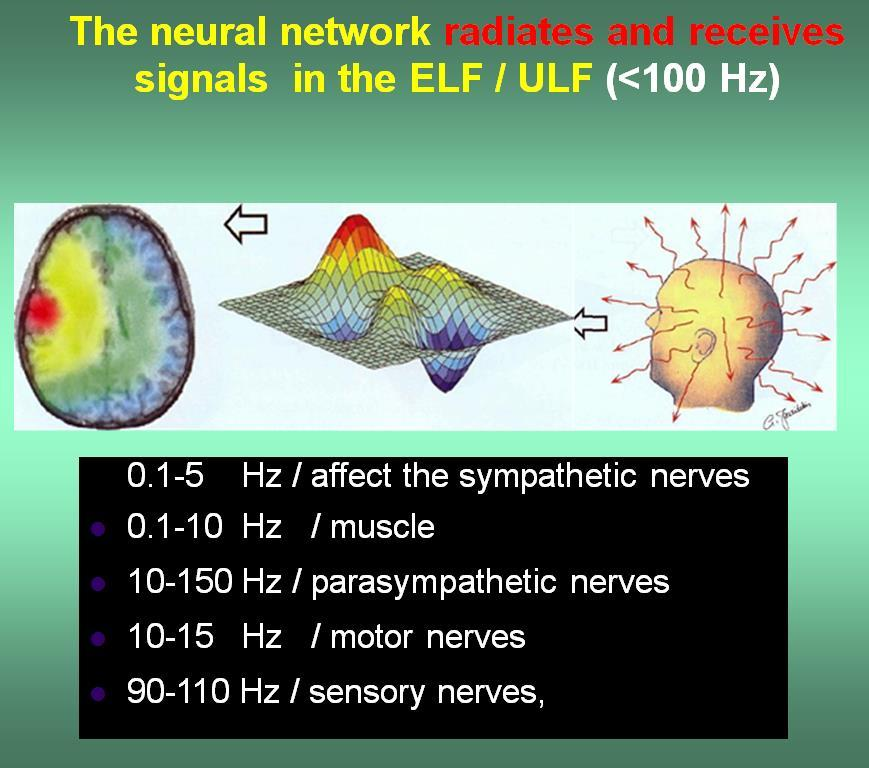 The neural network radiates and receives
signals in the ELF / ULF (<100 Hz)
0.1-5 Hz / affect the sympathetic nerves
0.1-10 Hz / muscle
10-150 Hz / parasympathetic nerves
10-15 Hz / motor nerves
90-110 Hz / sensory nerves,